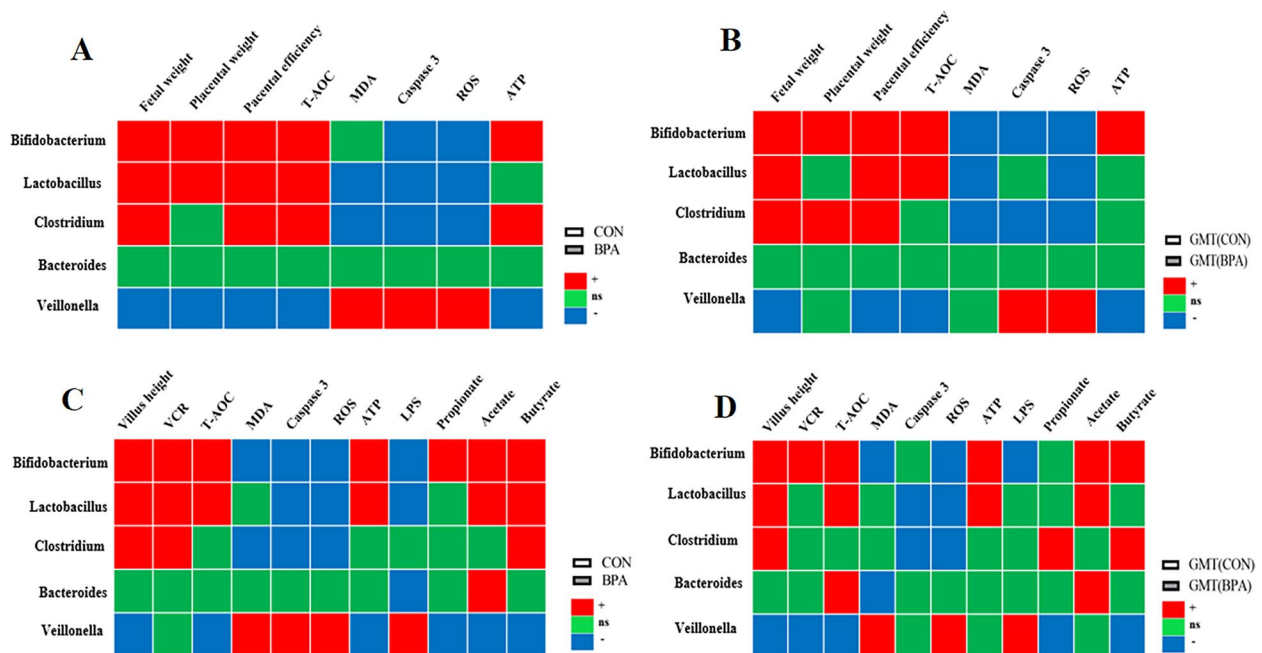 A
Fetal weight
Placental weight
Pacental efficiency
T-AOC
MDA
Caspase 3
ROS
ATP
Bifidobacterium
Lactobacillus
Clostridium
Bacteroides
Veillonella
CON
BPA
+
ns
-
B
Fetal weight
Placental weight
Pacental efficiency
T-AOC
MDA
Caspase 3
ROS
ATP
Bifidobacterium
Lactobacillus
Clostridium
Bacteroides
Veillonella
GMT(CON)
GMT(BPA)
+
ns
-
C
Villus height
VCR
T-AOC
MDA
Caspase 3
ROS
ATP
LPS
Propionate
Acetate
Butyrate
Bifidobacterium
Lactobacillus
Clostridium
Bacteroides
Veillonella
CON
BPA
+
ns
-
D
Villus height
VCR
T-AOC
MDA
Caspase 3
ROS
ATP
LPS
Propionate
Acetate
Butyrate
Bifidobacterium
Lactobacillus
Clostridium
Bacteroides
Veillonella
GMT(CON)
GMT(BPA)
+
ns
-